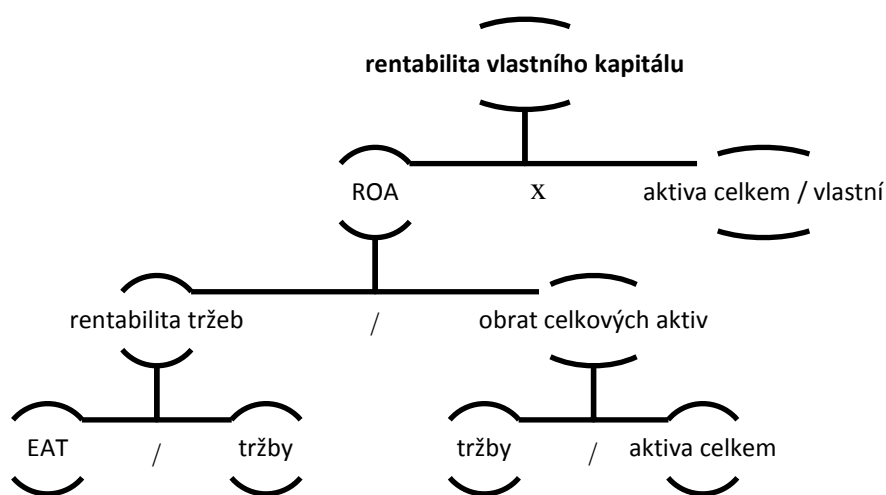 rentabilita vlastního kapitálu
ROA x aktiva celkem / vlastní
rentabilita tržeb / obrat celkových aktiv
EAT / tržby tržby / aktiva celkem